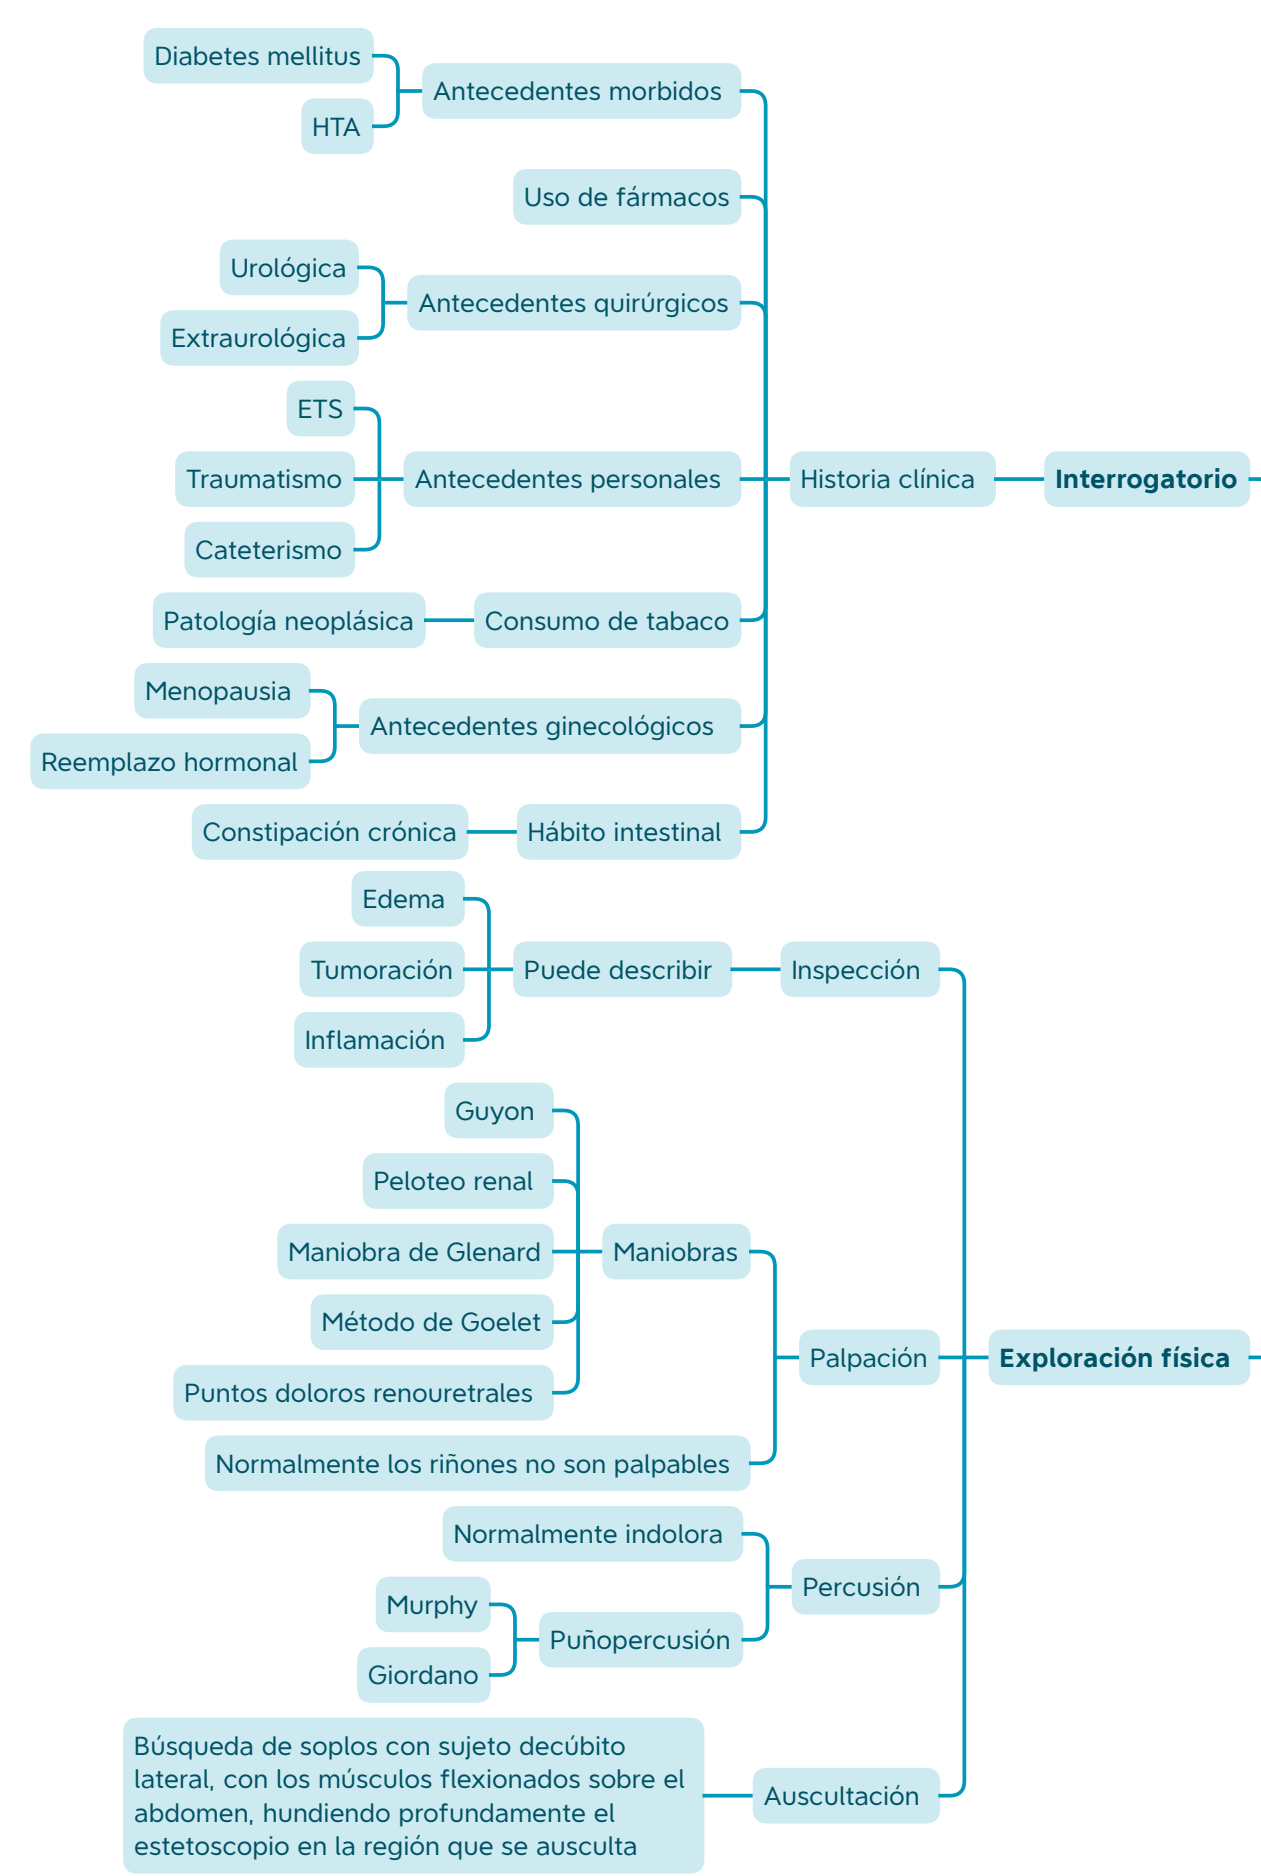 Diabetes mellitus
HTA
Antecedentes morbidos
Uso de fármacos
Urológica
Extraurológica
Antecedentes quirúrgicos
ETS
Traumatismo
Cateterismo
Antecedentes personales
Historia clínica
Interrogatorio
Patología neoplásica
Consumo de tabaco
Menopausia
Reemplazo hormonal
Antecedentes ginecológicos
Constipación crónica
Hábito intestinal
Edema
Tumoración
Inflamación
Puede describir
Inspección
Guyon
Peloteo renal
Maniobra de Glenard
Método de Goelet
Puntos doloros renouretrales
Maniobras
Normalmente los riñones no son palpables
Palpación
Exploración física
Normalmente indolora
Murphy
Giordano
Puñopercusión
Percusión
Búsqueda de soplos con sujeto decúbito
lateral, con los músculos flexionados sobre el
abdomen, hundiendo profundamente el
estetoscopio en la región que se ausculta
Auscultación